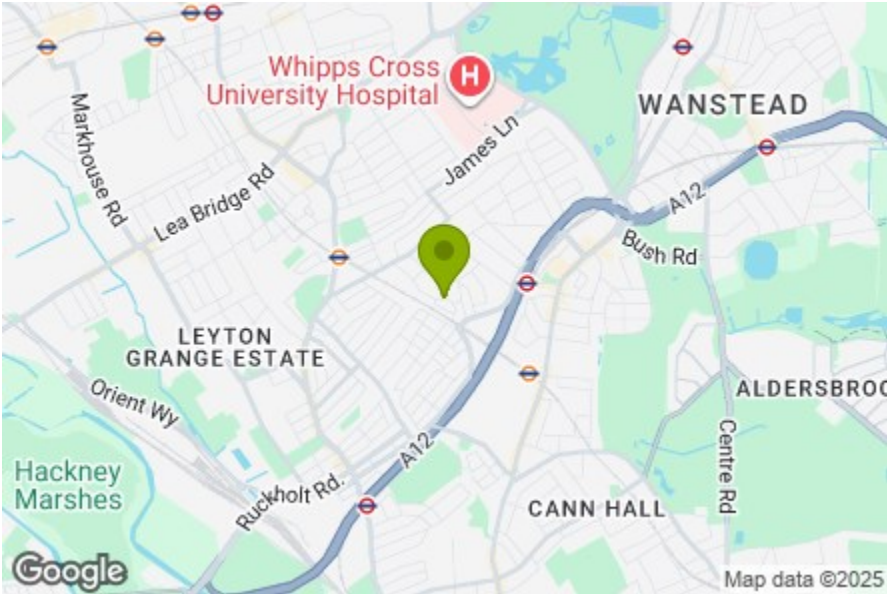 Whipps Cross
University Hospital
H
WANSTEAD
James Ln
Markhouse Rd
Lea Bridge Rd
A12
Bush Rd
LEYTON
GRANGE ESTATE
Orient Wy
ALDERSBROO
A12
Centre Rd
Hackney
Marshes
Ruckholt Rd.
CANN HALL
Google
Map data ©2025